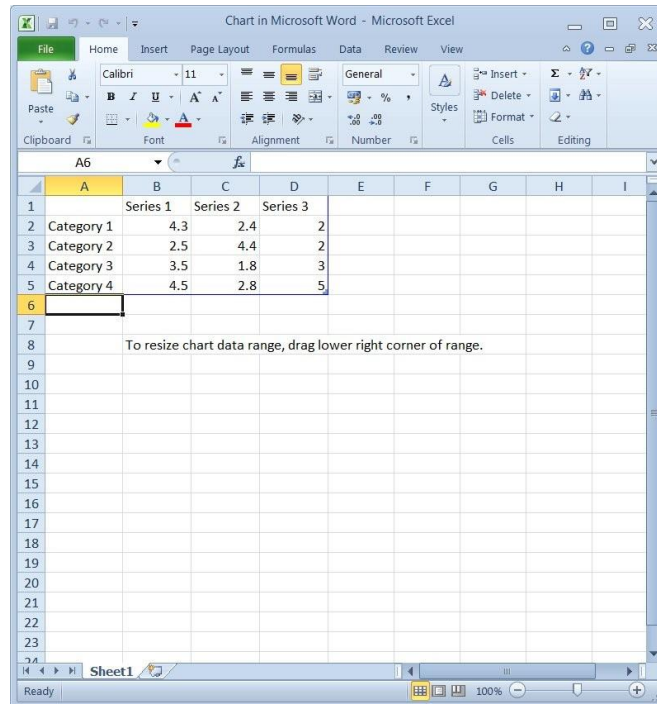 Chart in Microsoft Word - Microsoft Excel
File Home Insert Page Layout Formulas Data Review View
Paste
Calibri 11
B I U A A
A
General
% ,
.00 .00
Styles
A
Insert
Delete
Format
Σ
Clipboard Font Alignment Number Cells Editing
A6 fx
A B C D E F G H I
1 Series 1 Series 2 Series 3
2 Category 1 4.3 2.4 2
3 Category 2 2.5 4.4 2
4 Category 3 3.5 1.8 3
5 Category 4 4.5 2.8 5
6
7
8 To resize chart data range, drag lower right corner of range.
9
10
11
12
13
14
15
16
17
18
19
20
21
22
23
24
Sheet1
Ready 100%